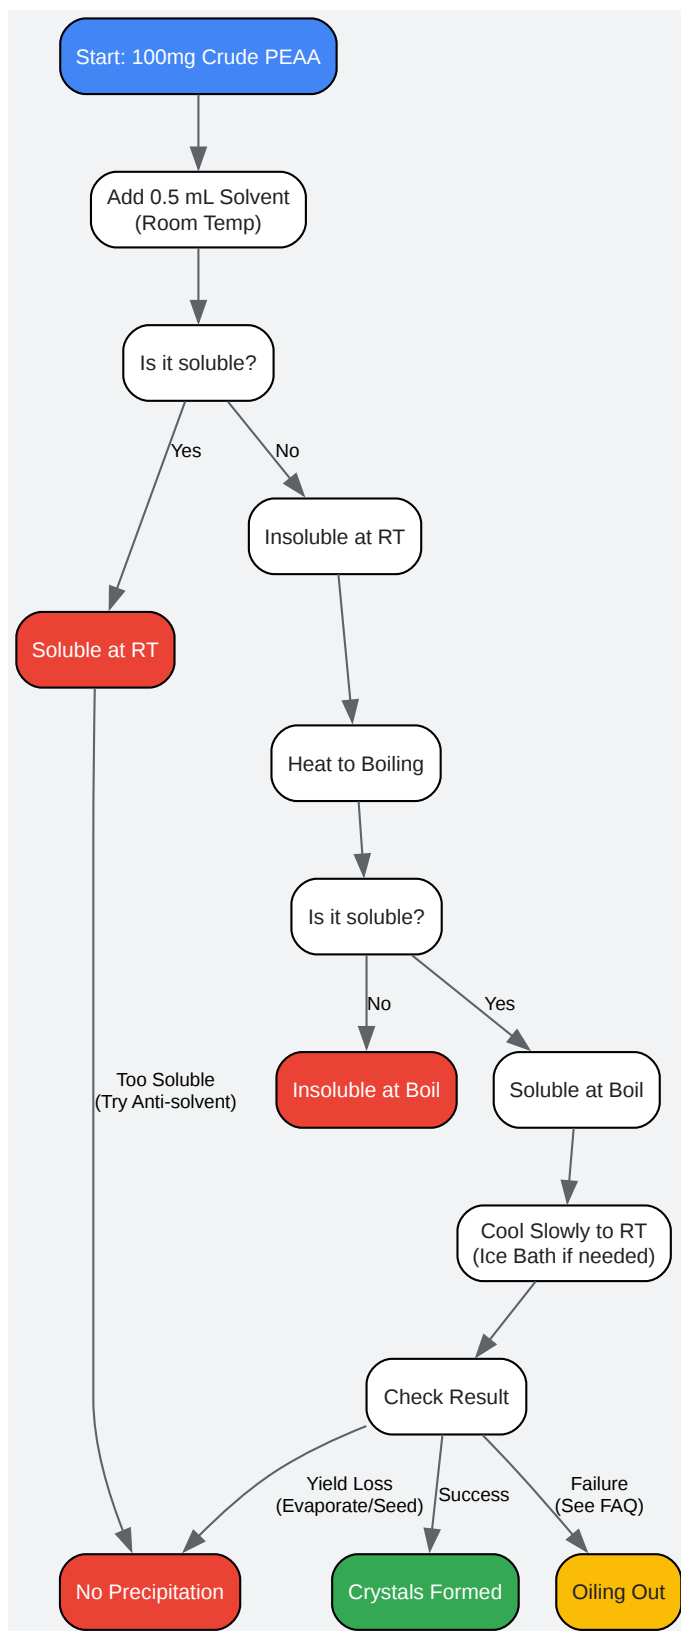 Start: 100mg Crude PEAA
Add 0.5 mL Solvent
(Room Temp)
Is it soluble?
Yes
No
Insoluble at RT
Soluble at RT
Heat to Boiling
Is it soluble?
No
Yes
Too Soluble
(Try Anti-solvent)
Insoluble at Boil
Soluble at Boil
Cool Slowly to RT
(Ice Bath if needed)
Check Result
Yield Loss
(Evaporate/Seed)
Success
Failure
(See FAQ)
No Precipitation
Crystals Formed
Oiling Out